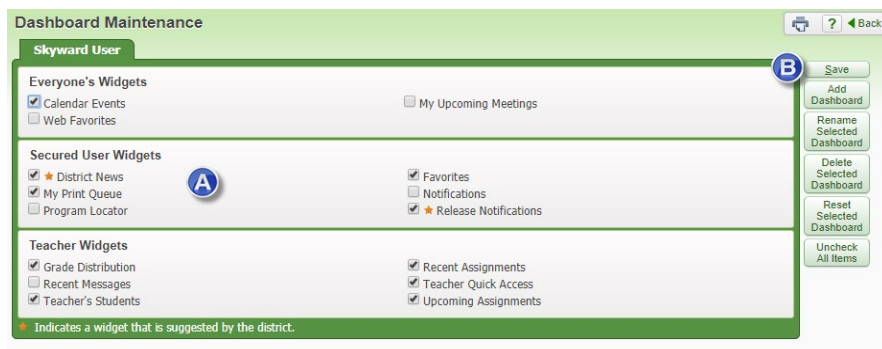 Dashboard Maintenance
? Back
Skyward User
B
Save
Everyone's Widgets
Calendar Events
My Upcoming Meetings
Web Favorites
Add
Dashboard
Rename
Selected
Dashboard
Secured User Widgets
District News
Favorites
A
My Print Queue
Notifications
Program Locator
Release Notifications
Delete
Selected
Dashboard
Reset
Selected
Dashboard
Teacher Widgets
Grade Distribution
Recent Assignments
Recent Messages
Teacher Quick Access
Teacher's Students
Upcoming Assignments
Uncheck
All Items
Indicates a widget that is suggested by the district.